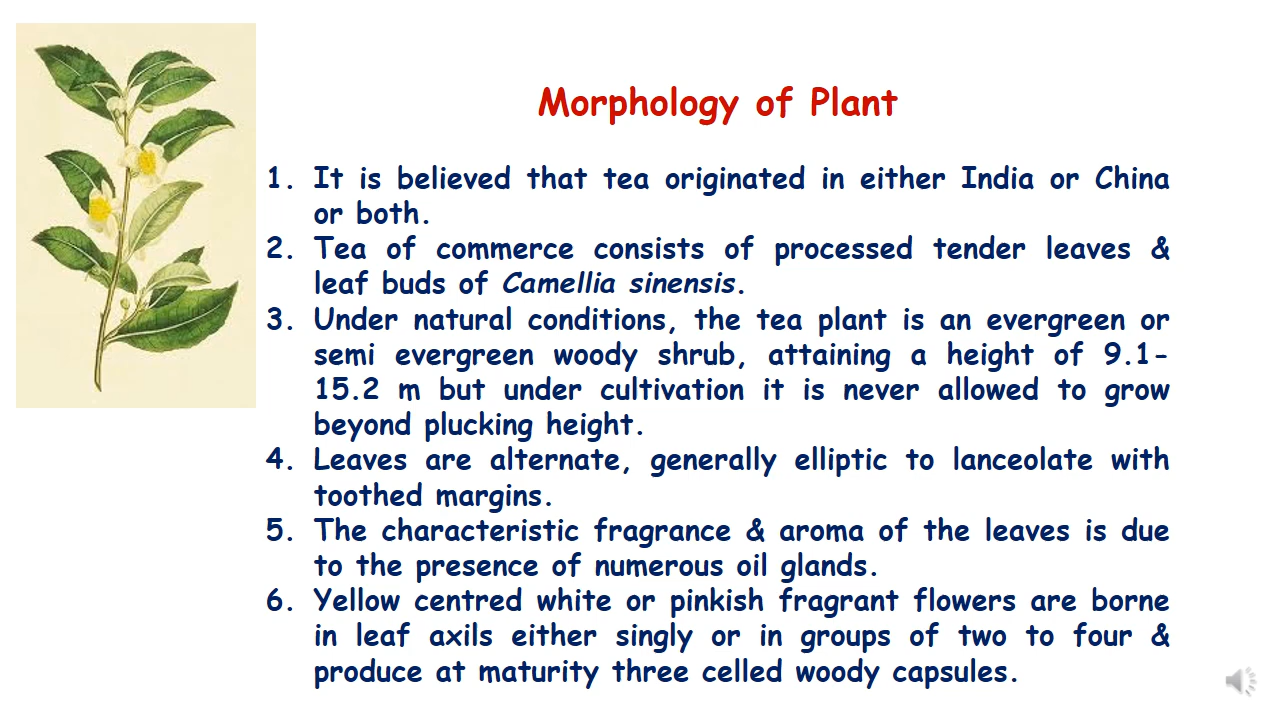 Morphology of Plant
1. It is believed that tea originated in either India or China
or both.
2. Tea of commerce consists of processed tender leaves &
leaf buds of Camellia sinensis.
3. Under natural conditions, the tea plant is an evergreen or
semi evergreen woody shrub, attaining a height of 9.1-
15.2 m but under cultivation it is never allowed to grow
beyond plucking height.
4. Leaves are alternate, generally elliptic to lanceolate with
toothed margins.
5. The characteristic fragrance & aroma of the leaves is due
to the presence of numerous oil glands.
6. Yellow centred white or pinkish fragrant flowers are borne
in leaf axils either singly or in groups of two to four &
produce at maturity three celled woody capsules.